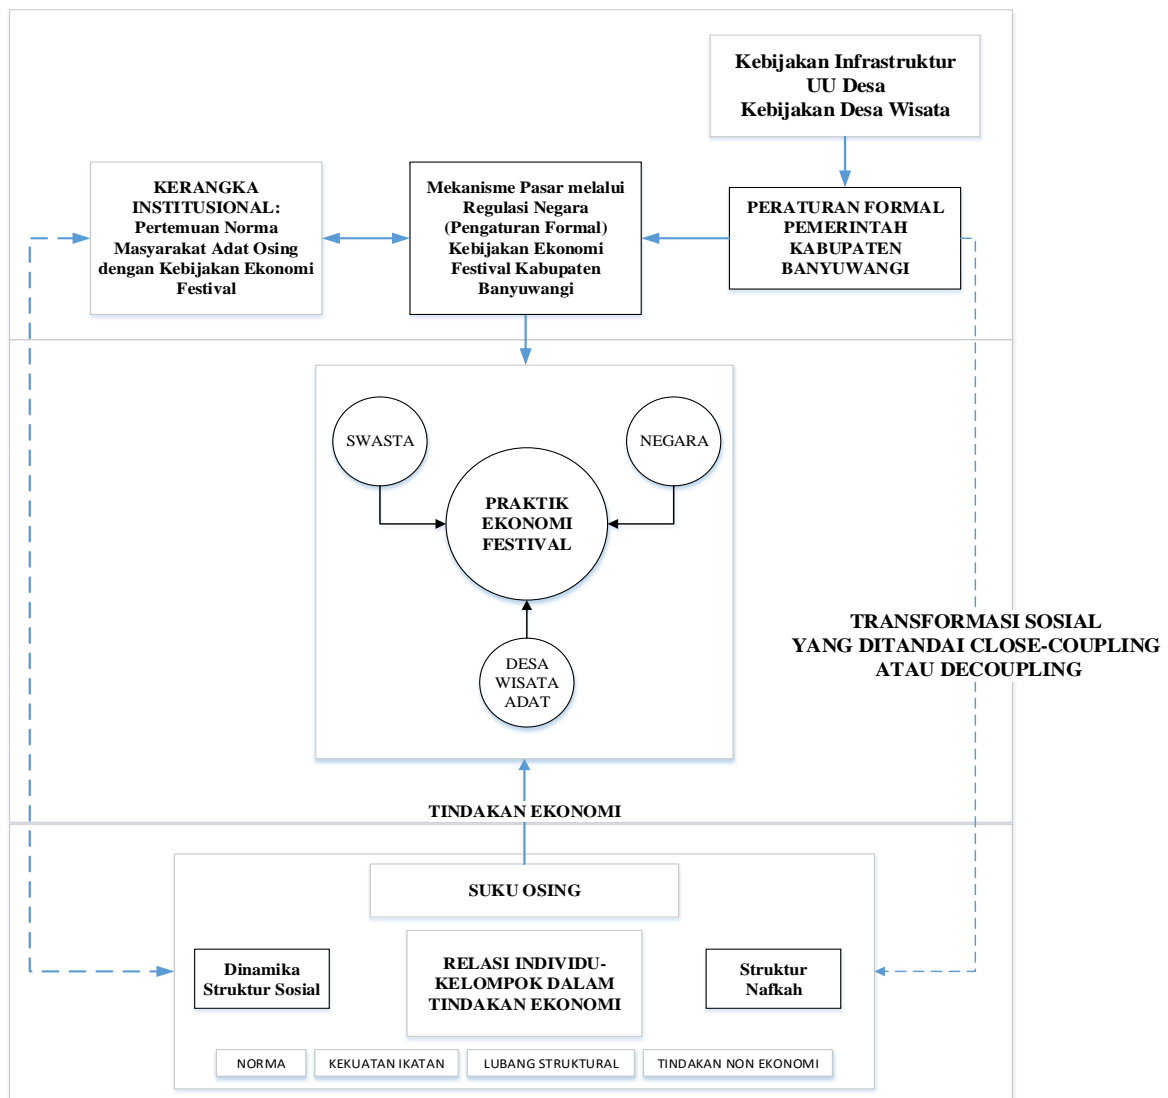 Kebijakan Infrastruktur
UU Desa
Kebijakan Desa Wisata
KERANGKA
INSTITUSIONAL:
Pertemuan Norma
Masyarakat Adat Osing
dengan Kebijakan Ekonomi
Festival
Mekanisme Pasar melalui
Regulasi Negara
(Pengaturan Formal)
Kebijakan Ekonomi
Festival Kabupaten
Banyuwangi
PERATURAN FORMAL
PEMERINTAH
KABUPATEN
BANYUWANGI
SWASTA
NEGARA
PRAKTIK
EKONOMI
FESTIVAL
DESA
WISATA
ADAT
TRANSFORMASI SOSIAL
YANG DITANDAI CLOSE-COUPLING
ATAU DECOUPLING
TINDAKAN EKONOMI
SUKU OSING
Dinamika
Struktur Sosial
RELASI INDIVIDU-
KELOMPOK DALAM
TINDAKAN EKONOMI
Struktur
Nafkah
NORMA
KEKUATAN IKATAN
LUBANG STRUKTURAL
TINDAKAN NON EKONOMI